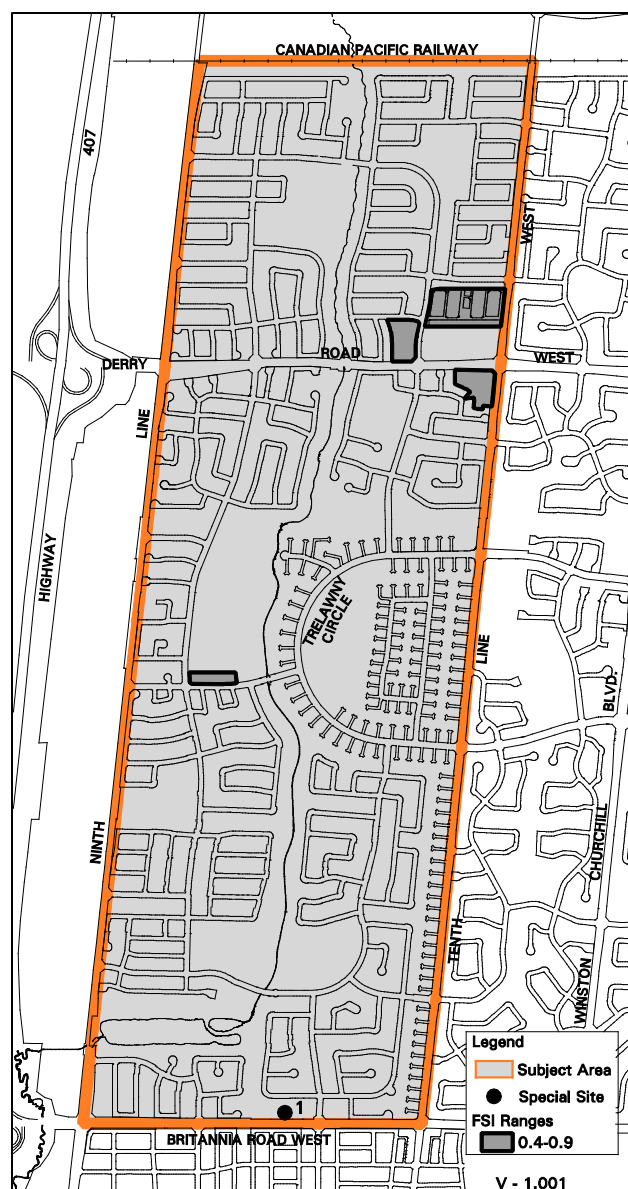 CANADIAN PACIFIC RAILWAY
407
WEST
DERRY ROAD WEST
LINE
HIGHWAY
TRELAWNY
CIRCLE
LINE
BLVD.
NINTH
CHURCHILL
TENTH
WINSTON
1
BRITANNIA ROAD WEST
Legend
Subject Area
Special Site
FSI Ranges
0.4-0.9
V - 1.001